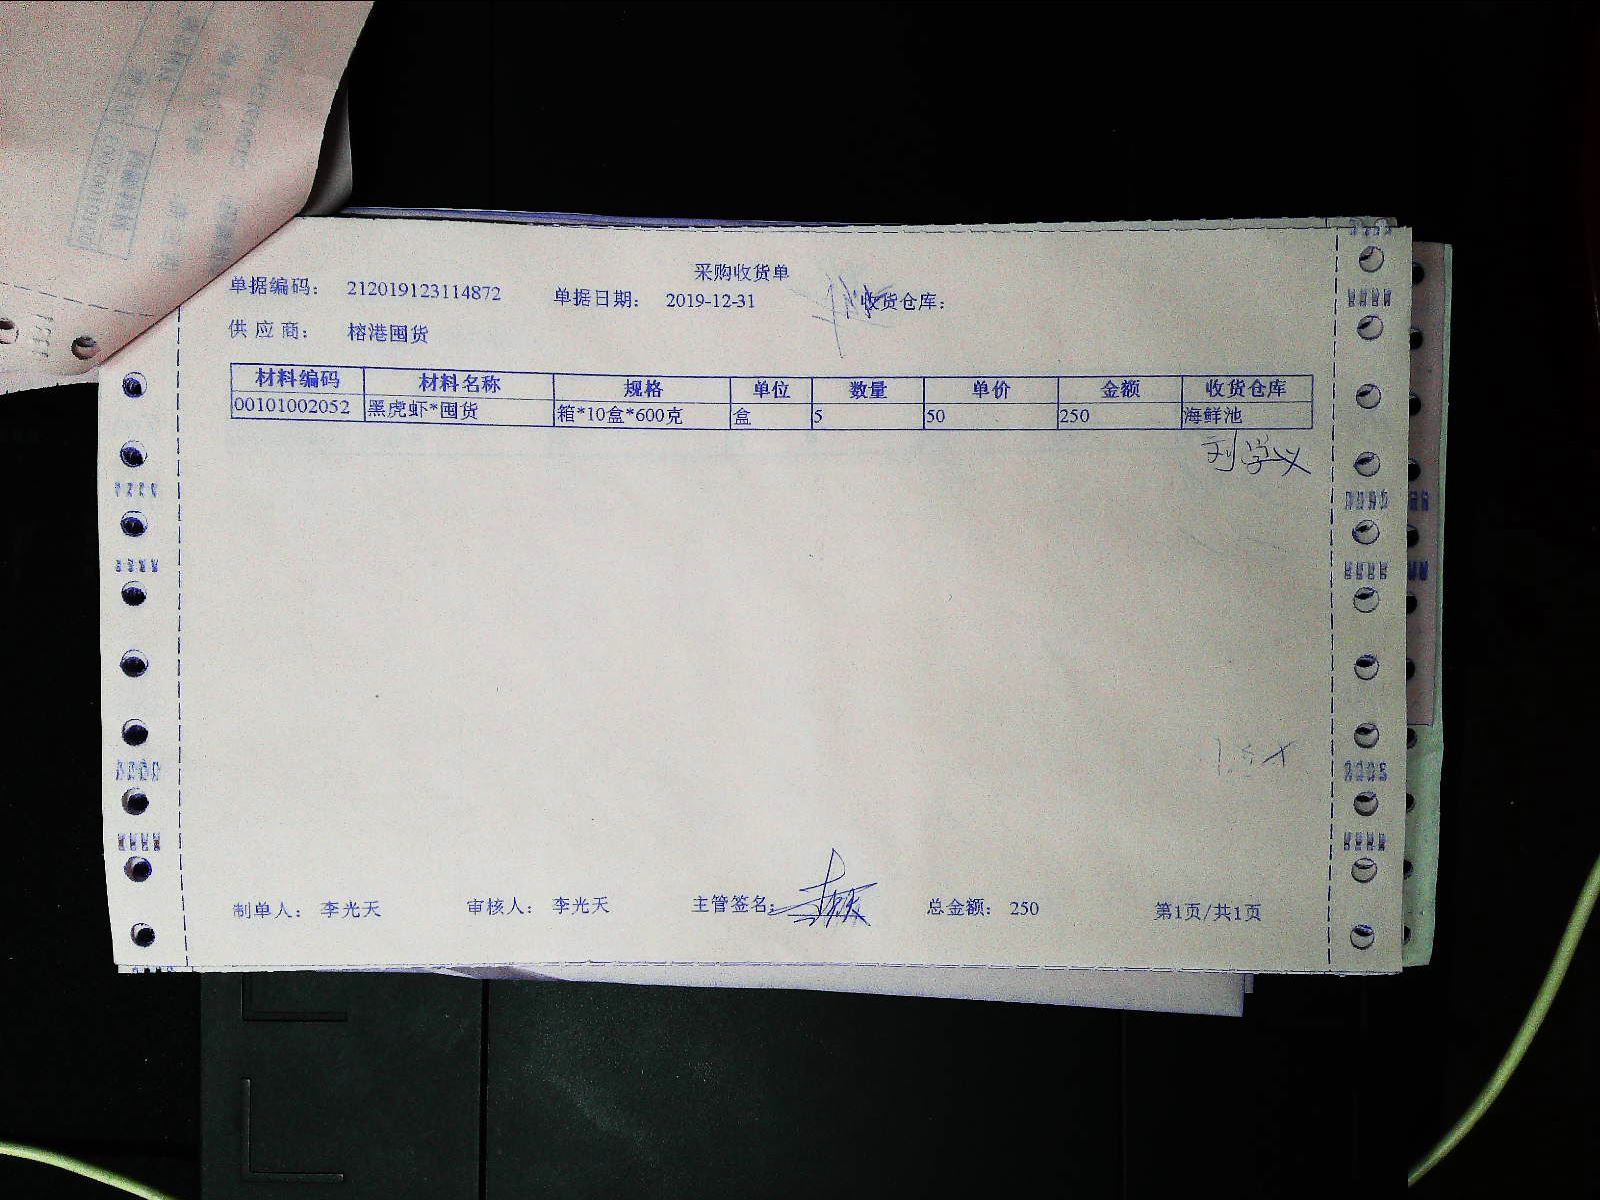 采购收货单
单据编码： 212019123114872 单据日期： 2019-12-31 收货仓库：
供应商： 榕港囤货
材料编码 材料名称 规格 单位 数量 单价 金额 收货仓库
00101002052 黑虎虾*囤货 箱*10盒*600克 盒 5 50 250 海鲜池
刘学义
制单人： 李光天 审核人： 李光天 主管签名： 总金额： 250 第1页/共1页